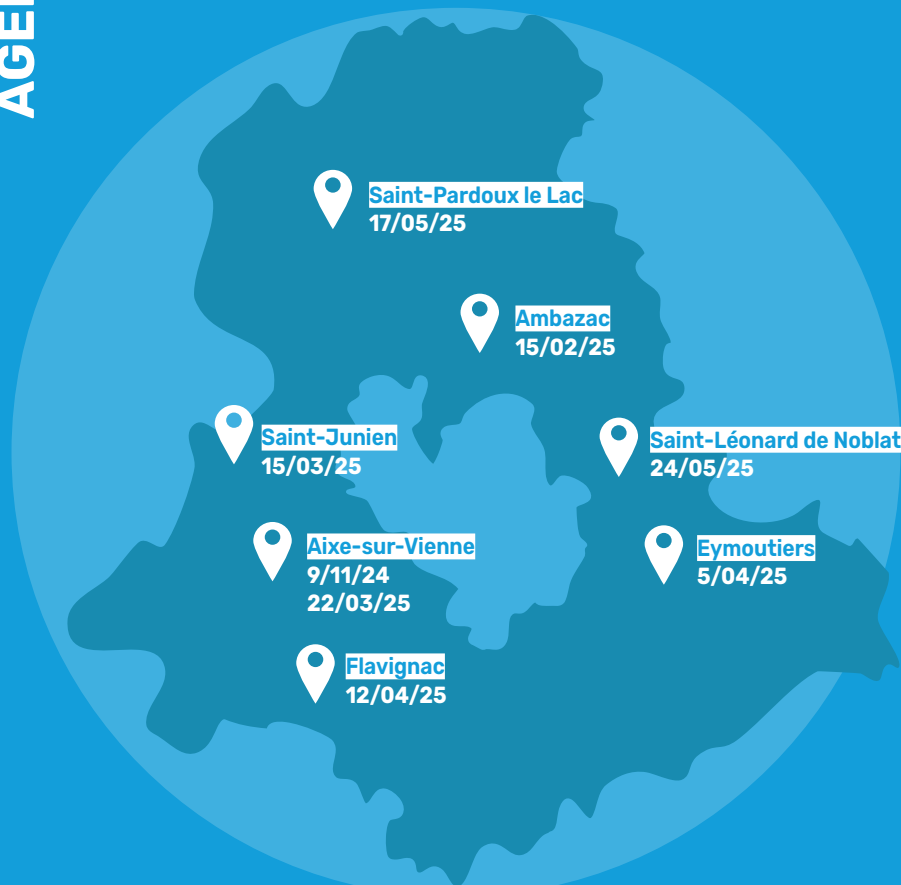 Saint-Pardoux le Lac
17/05/25
Ambazac
15/02/25
Saint-Junien
15/03/25
Saint-Léonard de Noblat
24/05/25
Aixe-sur-Vienne
9/11/24
22/03/25
Eymoutiers
5/04/25
Flavignac
12/04/25